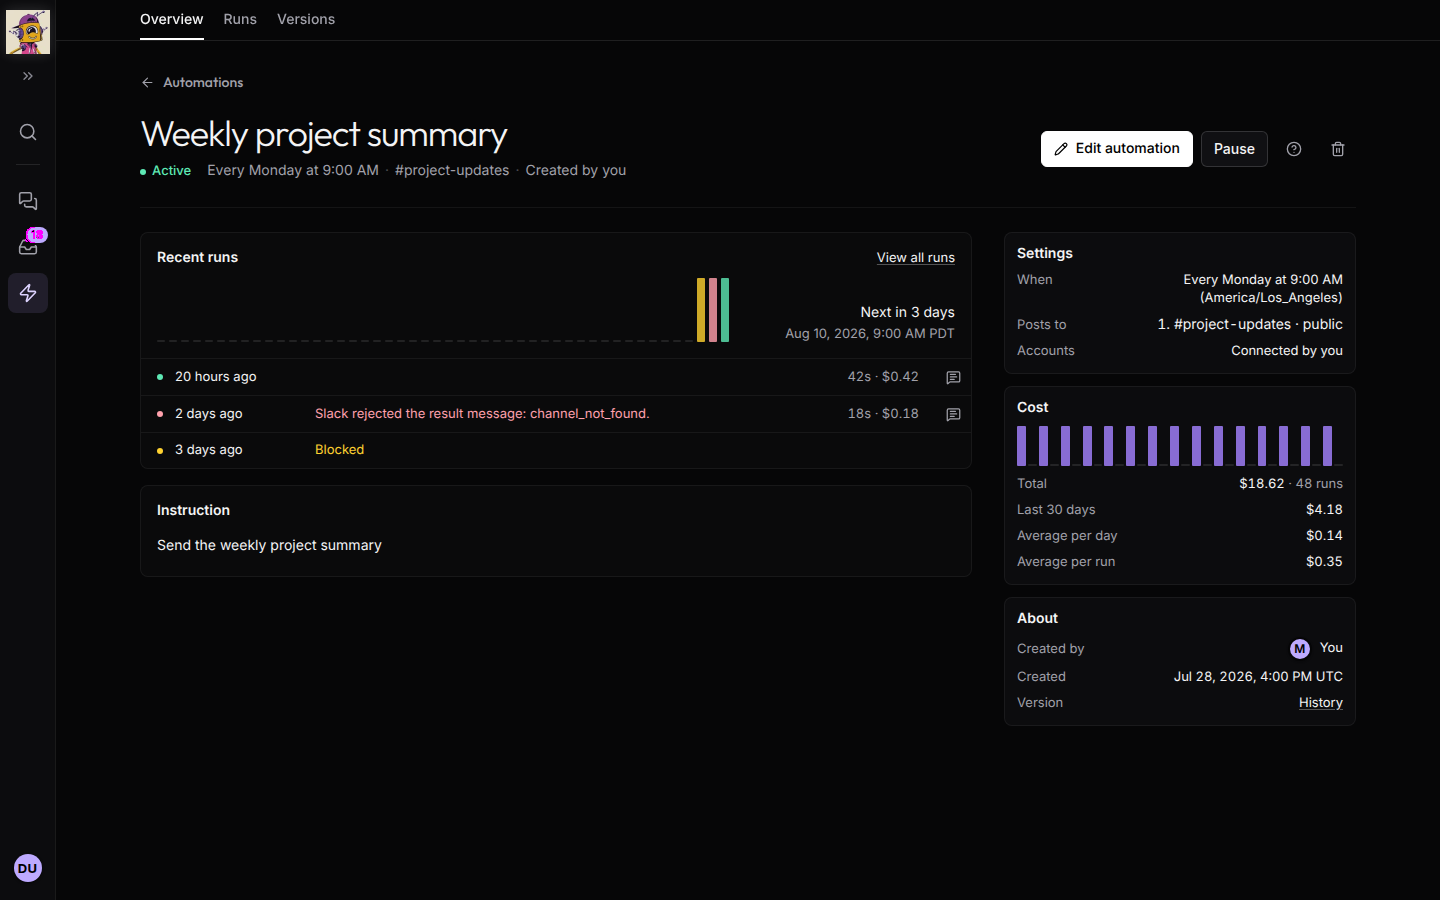 Overview Runs Versions
Automations
Weekly project summary
Active Every Monday at 9:00 AM · #project-updates · Created by you
Edit automation
Pause
Recent runs
View all runs
Next in 3 days
Aug 10, 2026, 9:00 AM PDT
20 hours ago 42s · $0.42
2 days ago Slack rejected the result message: channel_not_found. 18s · $0.18
3 days ago Blocked
Instruction
Send the weekly project summary
Settings
When Every Monday at 9:00 AM
(America/Los_Angeles)
Posts to 1. #project-updates · public
Accounts Connected by you
Cost
Total $18.62 · 48 runs
Last 30 days $4.18
Average per day $0.14
Average per run $0.35
About
Created by M You
Created Jul 28, 2026, 4:00 PM UTC
Version History
DU